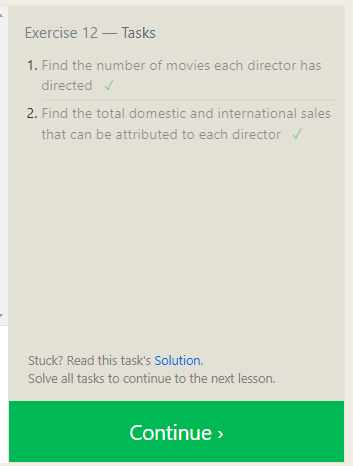 Exercise 12 — Tasks
1. Find the number of movies each director has
directed ✓
2. Find the total domestic and international sales
that can be attributed to each director ✓
Stuck? Read this task's Solution.
Solve all tasks to continue to the next lesson.
Continue ›